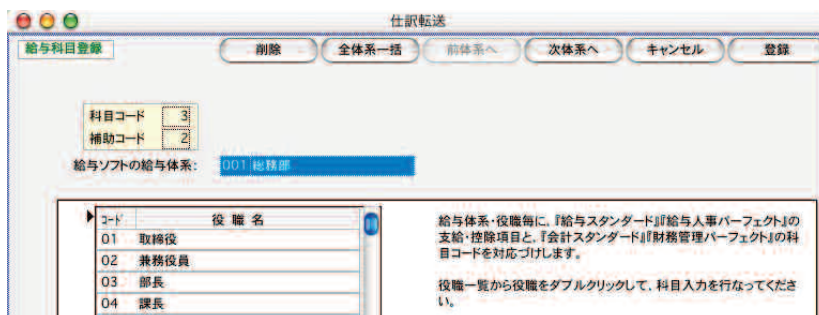 仕訳転送
給与科目登録 削除 全体系一括 前体系へ 次体系へ キャンセル 登録
科目コード 3
補助コード 2
給与ソフトの給与体系: 001 総務部
コード 役職名
01 取締役
02 兼務役員
03 部長
04 課長
給与体系・役職毎に、『給与スタンダード』『給与人事パーフェクト』の
支給・控除項目と、『会計スタンダード』『財務管理パーフェクト』の科
目コードを対応づけします。
役職一覧から役職をダブルクリックして、科目入力を行なってくださ
い。